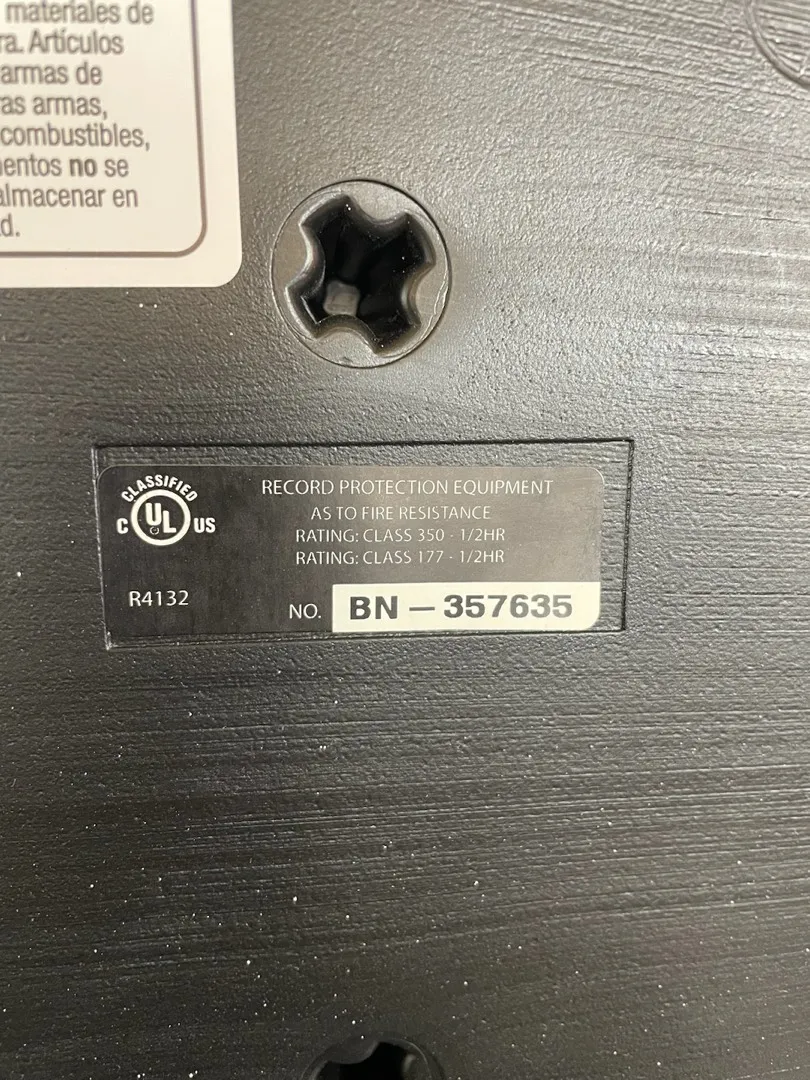 materiales de
ra. Artículos
armas de
as armas,
combustibles,
entos no se
almacenar en
d.
CLASSIFIED
C UL US
RECORD PROTECTION EQUIPMENT
AS TO FIRE RESISTANCE
RATING: CLASS 350 - 1/2HR
RATING: CLASS 177 - 1/2HR
R4132
NO. BN — 357635